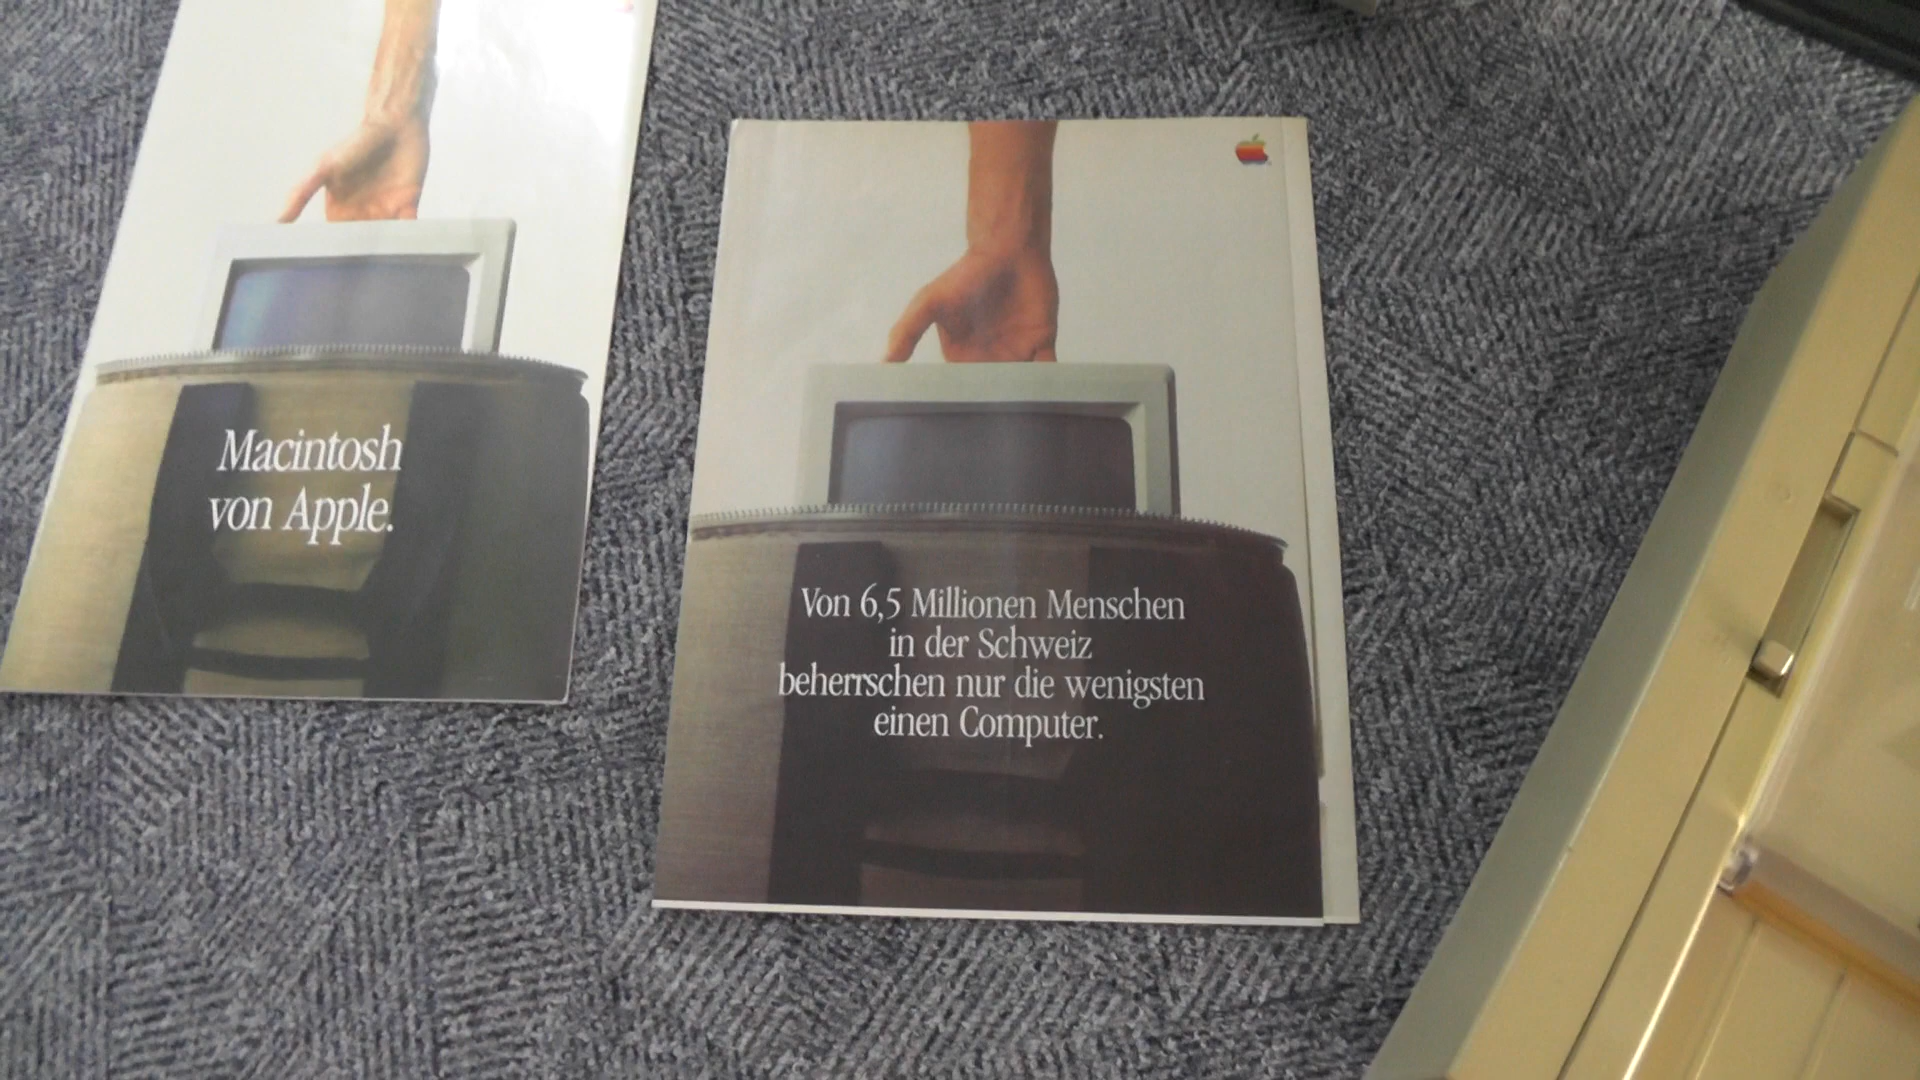 Macintosh
von Apple.
Von 6,5 Millionen Menschen
in der Schweiz
beherrschen nur die wenigsten
einen Computer.